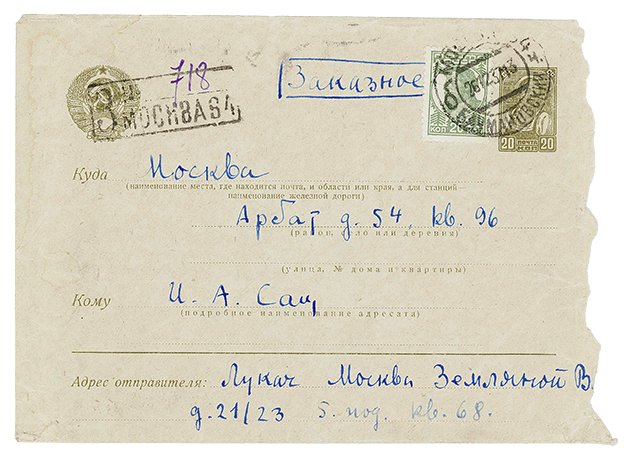 718
Заказное
З
МОСКВА64
КОП 20
20 ПОЧТА 20
КОП
Куда Москва
(наименование места, где находится почта, и области или края, а для станций—
наименование железной дороги)
Арбат д. 54, кв. 96
(район, село или деревня)
(улица, № дома и квартиры)
Кому И. А. Сац
(подробное наименование адресата)
Адрес отправителя: Лукач Москва Земляной В.
д. 21/23 5. под. кв. 68.